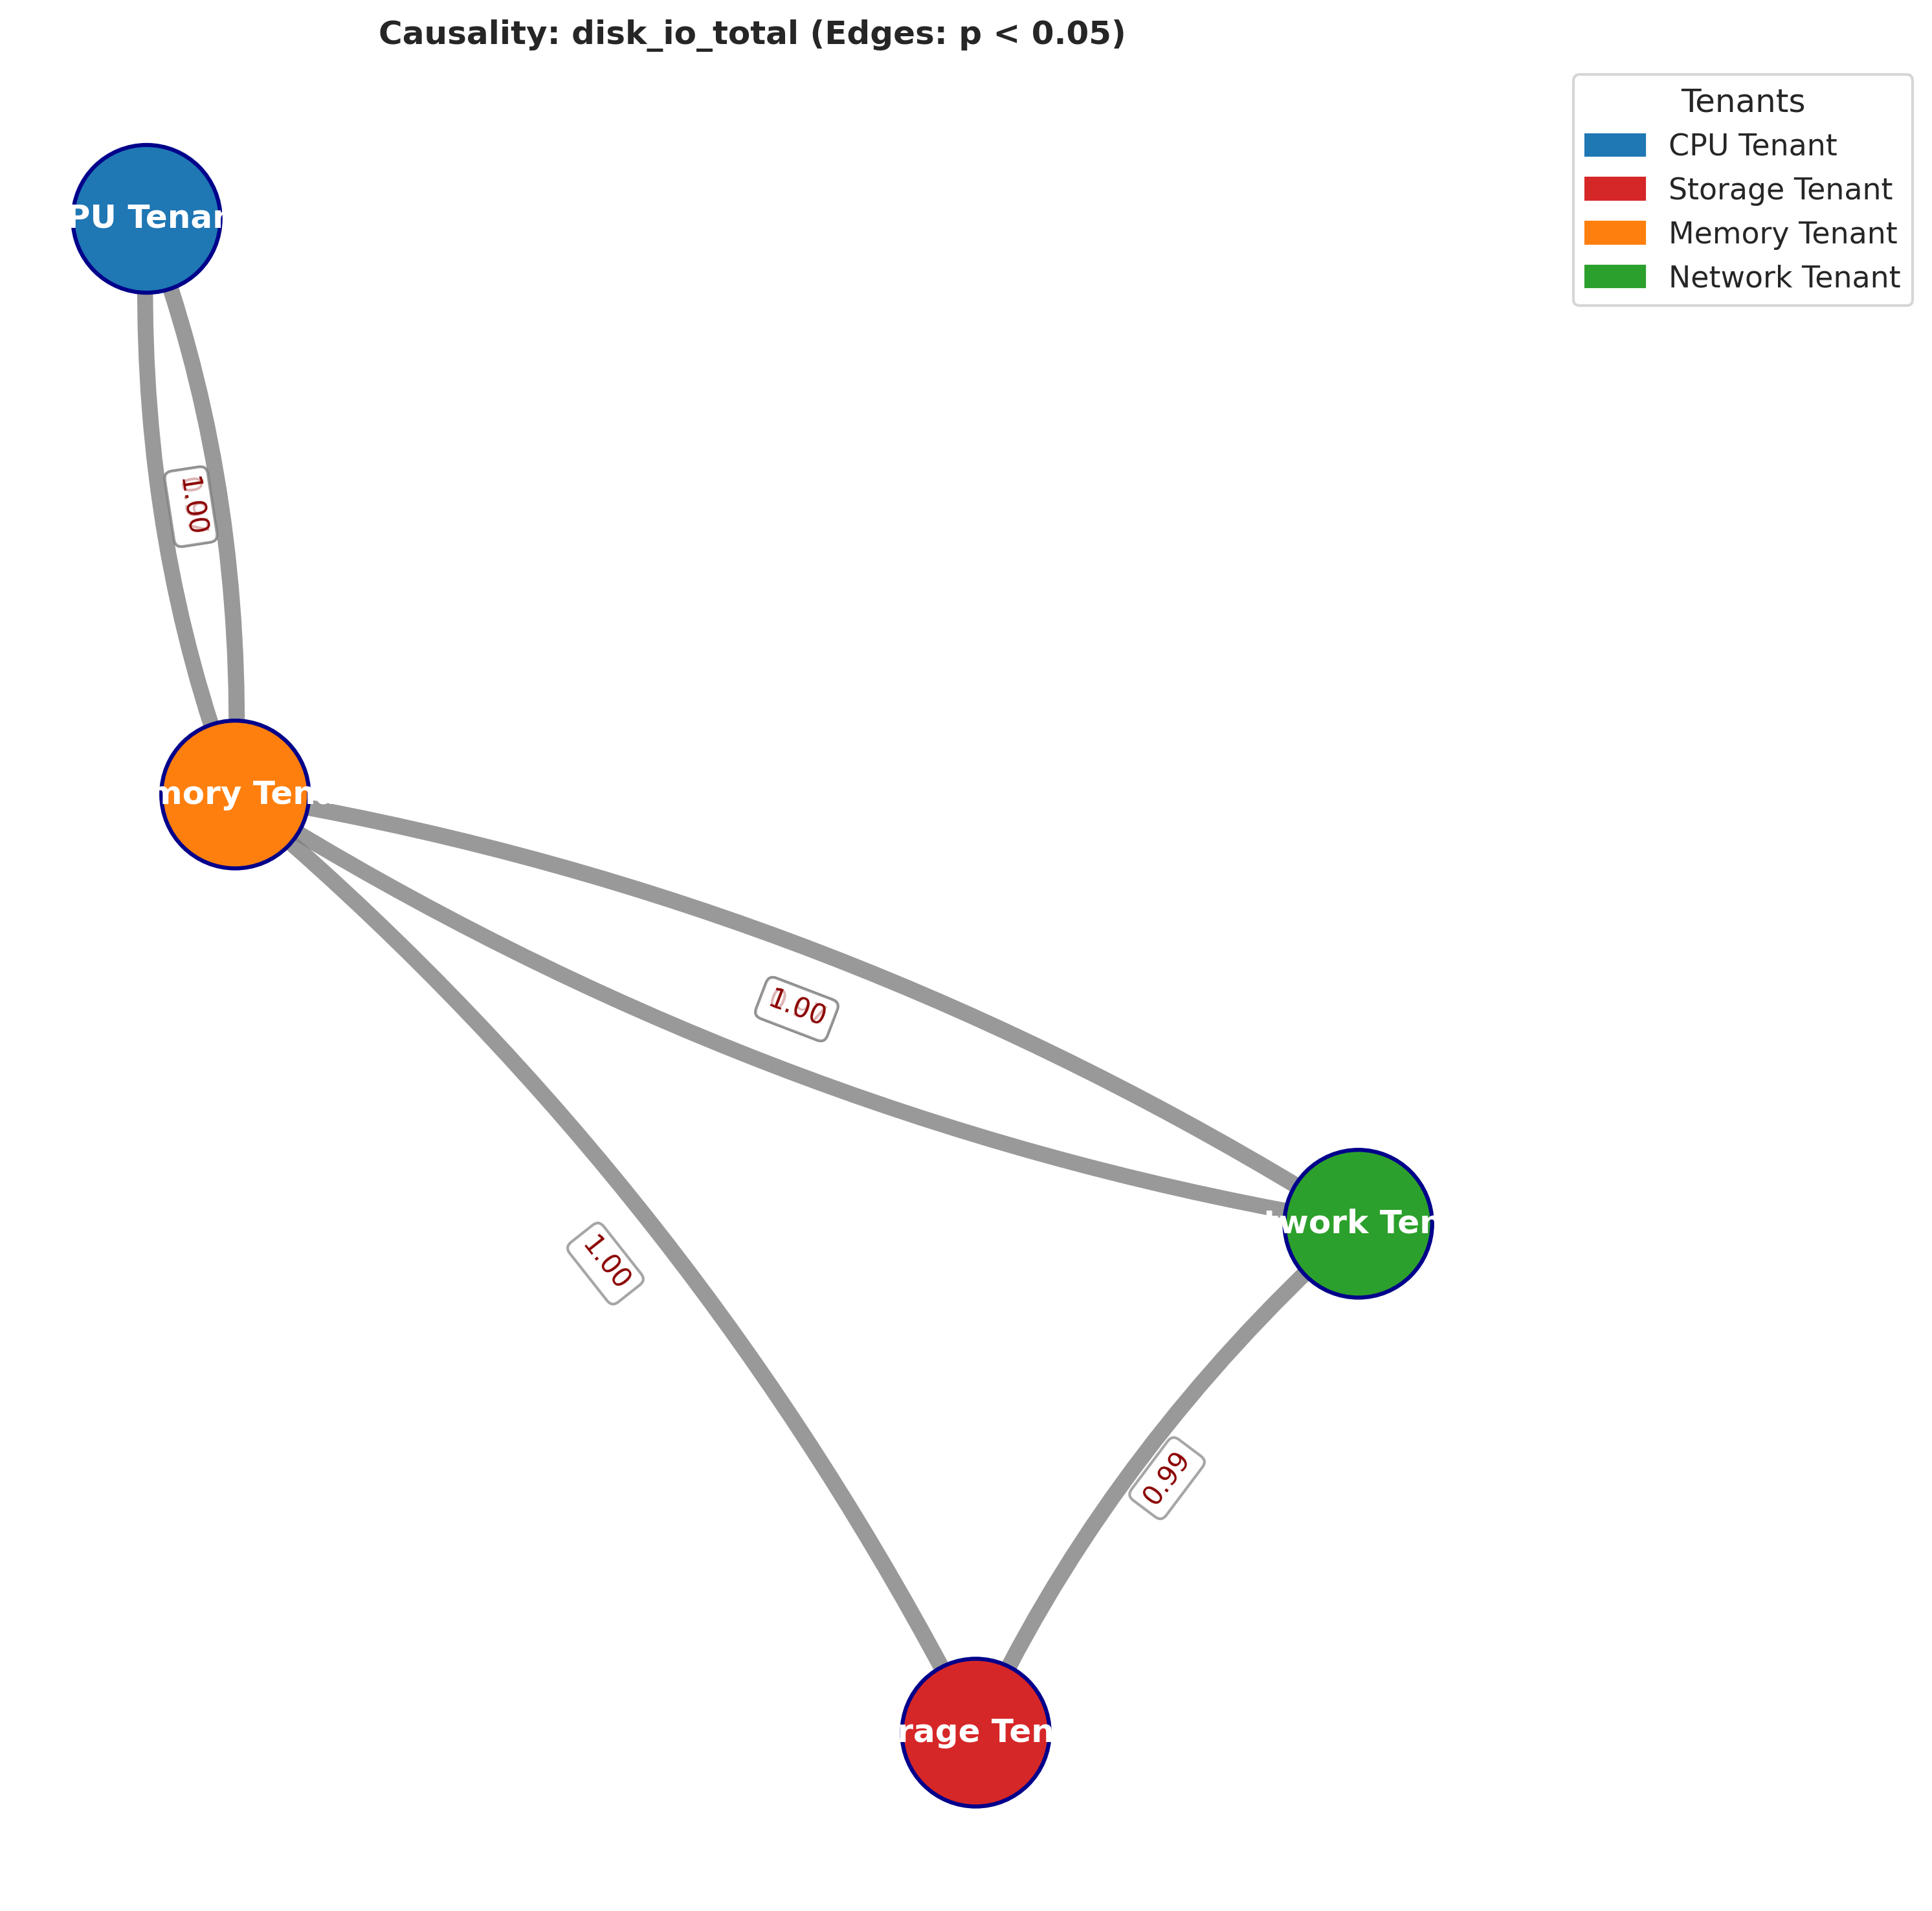 Causality: disk_io_total (Edges: p < 0.05)
Tenants
CPU Tenant
Storage Tenant
Memory Tenant
Network Tenant
PU Tenan
1.00
mory Tena
1.00
twork Ten
1.00
0.99
rage Ten